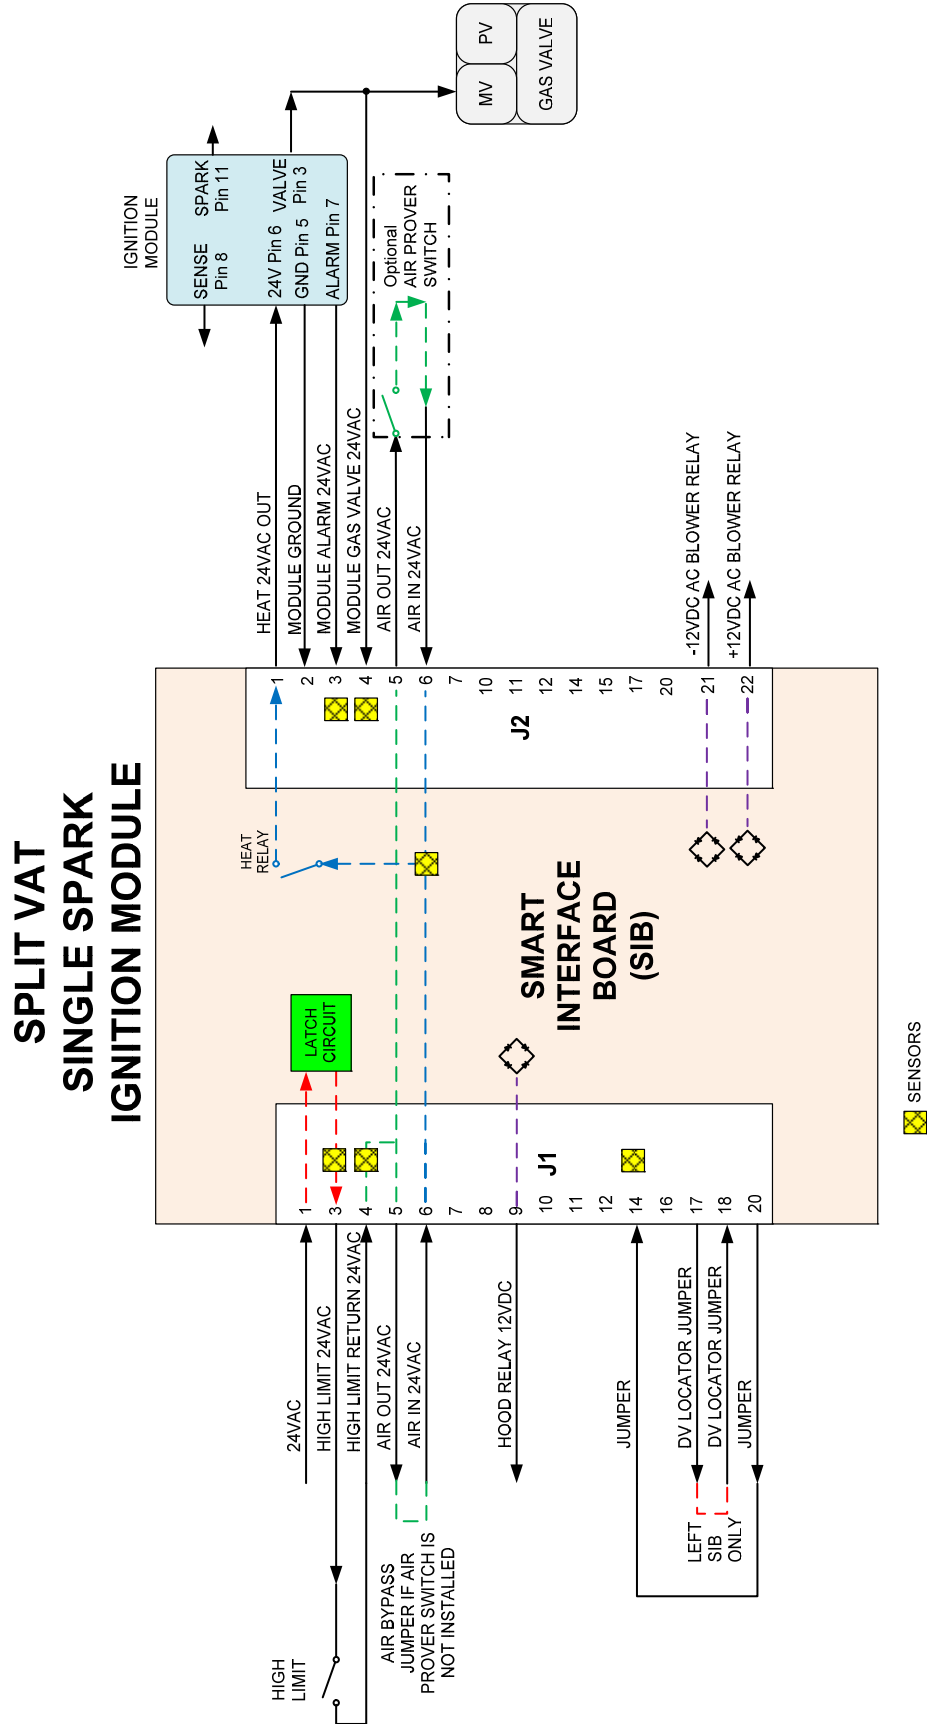 SPLIT VAT
SINGLE SPARK
IGNITION MODULE
HIGH
LIMIT
24VAC
HIGH LIMIT 24VAC
HIGH LIMIT RETURN 24VAC
AIR OUT 24VAC
AIR IN 24VAC
AIR BYPASS
JUMPER IF AIR
PROVER SWITCH IS
NOT INSTALLED
HOOD RELAY 12VDC
JUMPER
DV LOCATOR JUMPER
DV LOCATOR JUMPER
JUMPER
LEFT
SIB
ONLY
1
3
4
5
6
7
8
9
10
11
12
14
16
17
18
20
J1
LATCH
CIRCUIT
HEAT
RELAY
SMART
INTERFACE
BOARD
(SIB)
J2
1
2
3
4
5
6
7
10
11
12
14
15
17
20
21
22
HEAT 24VAC OUT
MODULE GROUND
MODULE ALARM 24VAC
MODULE GAS VALVE 24VAC
AIR OUT 24VAC
AIR IN 24VAC
-12VDC AC BLOWER RELAY
+12VDC AC BLOWER RELAY
IGNITION
MODULE
SENSE
Pin 8
SPARK
Pin 11
24V Pin 6
VALVE
Pin 3
GND Pin 5
ALARM Pin 7
Optional
AIR PROVER
SWITCH
MV
PV
GAS VALVE
SENSORS